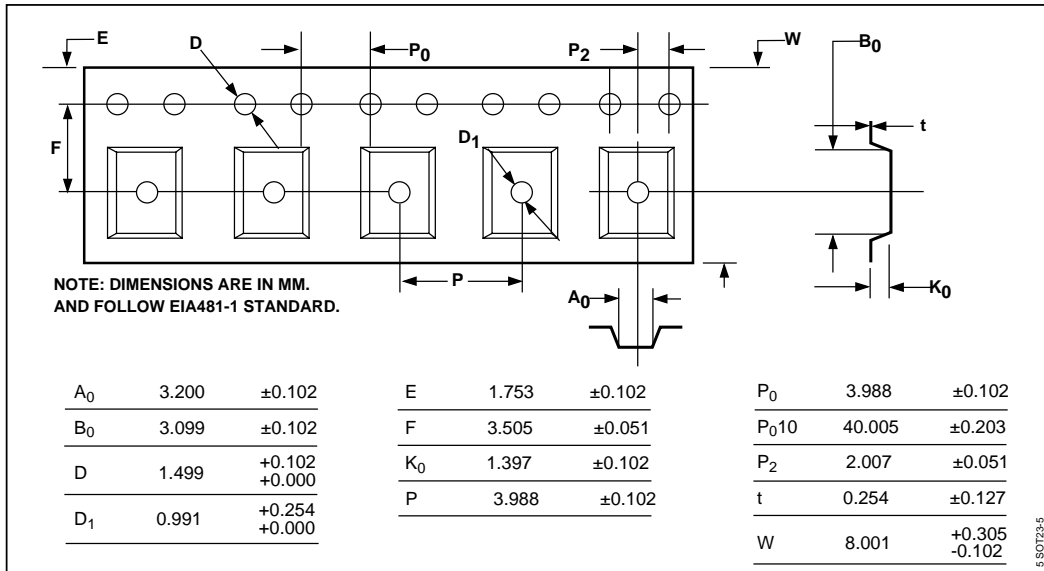 E
D
P0
P2
W
B0
t
F
D1
NOTE: DIMENSIONS ARE IN MM.
AND FOLLOW EIA481-1 STANDARD.
P
A0
K0
A0 3.200 ±0.102
B0 3.099 ±0.102
D 1.499 +0.102
+0.000
D1 0.991 +0.254
+0.000
E 1.753 ±0.102
F 3.505 ±0.051
K0 1.397 ±0.102
P 3.988 ±0.102
P0 3.988 ±0.102
P010 40.005 ±0.203
P2 2.007 ±0.051
t 0.254 ±0.127
W 8.001 +0.305
-0.102
5 SOT23-5